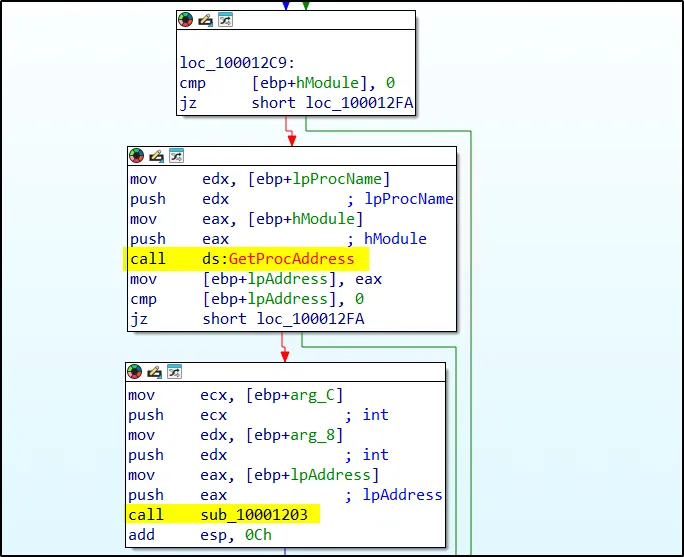 loc_100012C9:
cmp [ebp+hModule], 0
jz short loc_100012FA
mov edx, [ebp+lpProcName]
push edx ; lpProcName
mov eax, [ebp+hModule]
push eax ; hModule
call ds:GetProcAddress
mov [ebp+lpAddress], eax
cmp [ebp+lpAddress], 0
jz short loc_100012FA
mov ecx, [ebp+arg_C]
push ecx ; int
mov edx, [ebp+arg_8]
push edx ; int
mov eax, [ebp+lpAddress]
push eax ; lpAddress
call sub_10001203
add esp, 0Ch